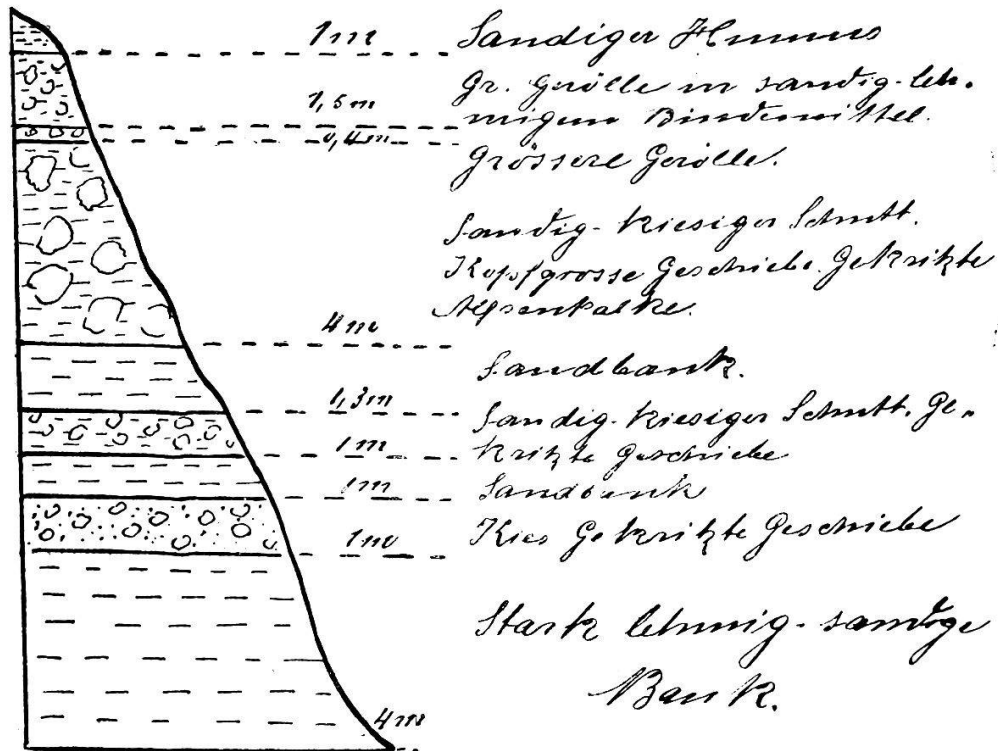 1 m Sandiger Humus
Gr. Gerölle in sandig-leh-
1,5 m migem Bindemittel.
0,4 m
Grössere Gerölle.
Sandig-kiesiger Schutt.
Kopfgrosse Geschiebe. Gekritzte
Alpenkalke.
4 m
Sandbank.
1,3 m
Sandig-kiesiger Schutt. Ge-
1 m kritzte Geschiebe
1 m Sandbank
1 m Kies Gekritzte Geschiebe
Stark lehmig-sandige
Bank.
4 m